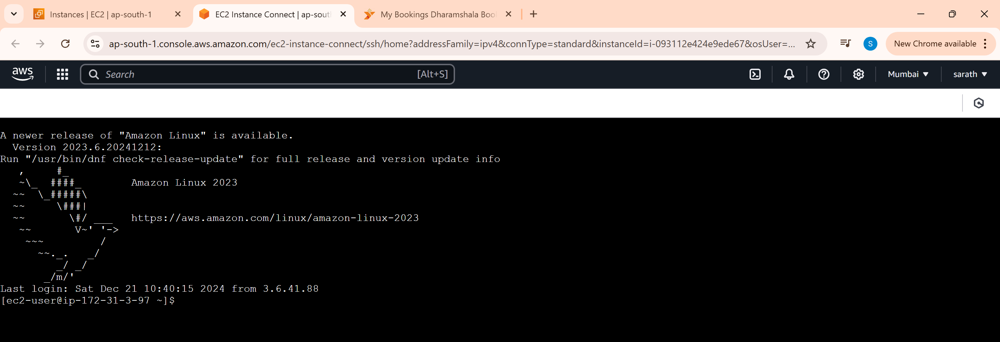 Instances | EC2 | ap-south-1
EC2 Instance Connect | ap-sout
My Bookings Dharamshala Boo
ap-south-1.console.aws.amazon.com/ec2-instance-connect/ssh/home?addressFamily=ipv4&connType=standard&instanceId=i-093112e424e9ede67&osUser=...
S
New Chrome available
aws
Search
[Alt+S]
Mumbai
sarath
A newer release of "Amazon Linux" is available.
  Version 2023.6.20241212:
Run "/usr/bin/dnf check-release-update" for full release and version update info
   ,     #_
   ~\_  ####_        Amazon Linux 2023
  ~~  \_#####\
  ~~     \###|
  ~~       \#/ ___   https://aws.amazon.com/linux/amazon-linux-2023
   ~~       V~' '->
    ~~~         /
      ~~._.   _/
         _/ _/
       _/m/'
Last login: Sat Dec 21 10:40:15 2024 from 3.6.41.88
[ec2-user@ip-172-31-3-97 ~]$